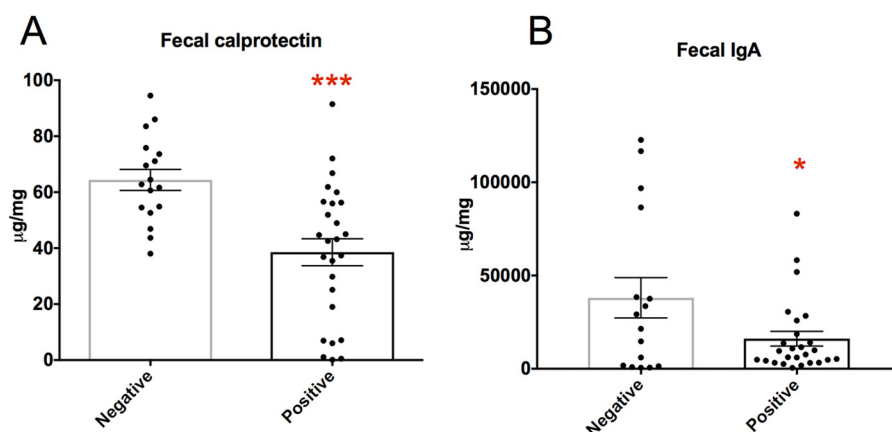 A
Fecal calprotectin
***
100
80
60
40
20
0
μg/mg
Negative
Positive
B
Fecal IgA
*
150000
100000
50000
0
μg/mg
Negative
Positive